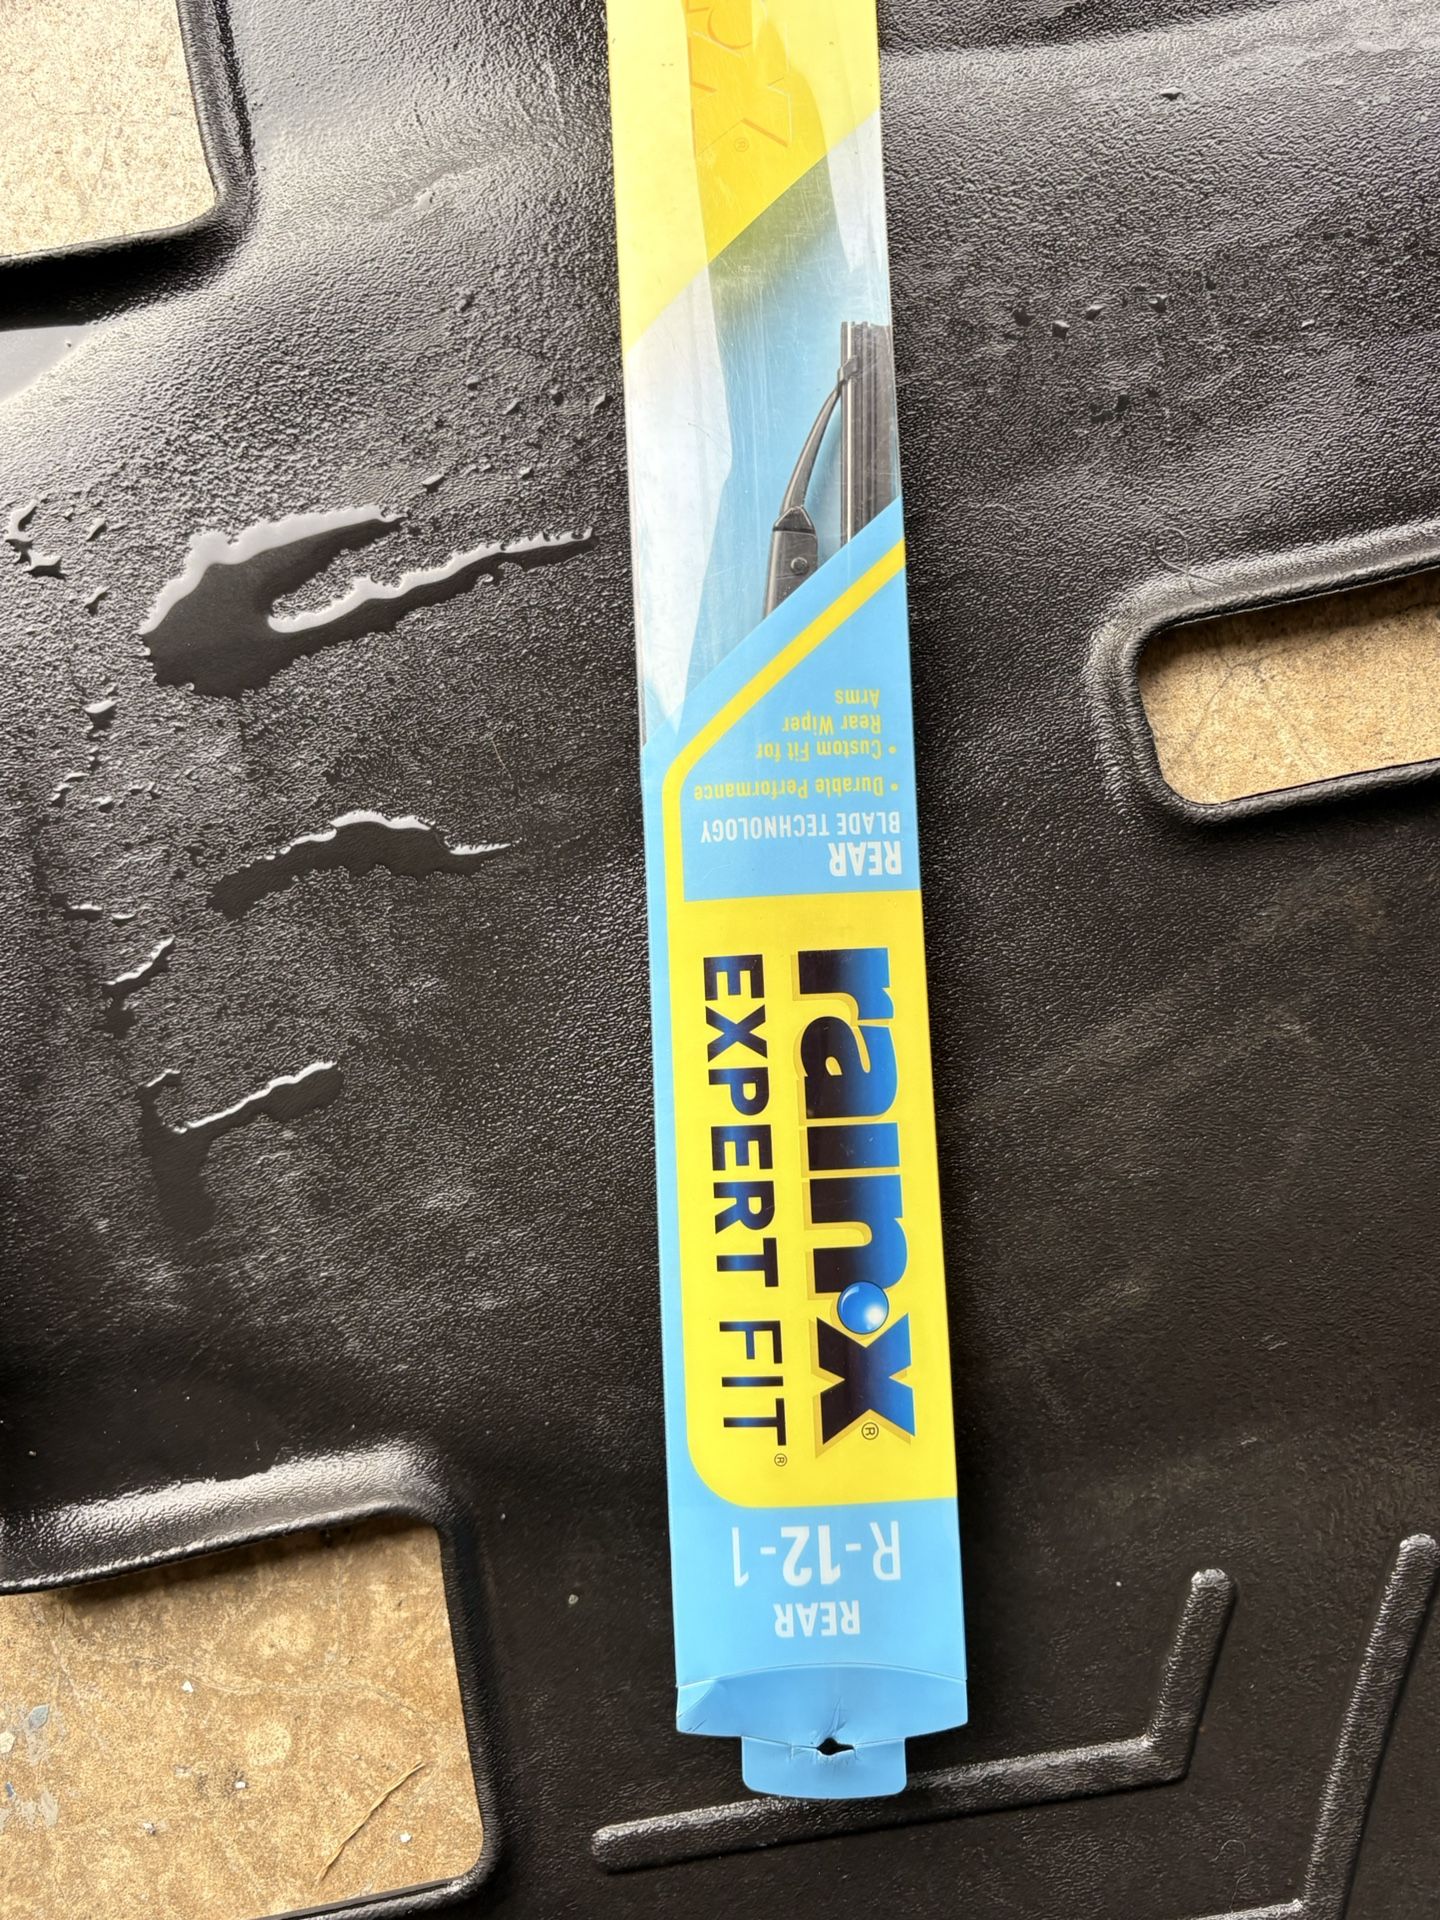 REAR
R-12-1
rain-x®
EXPERT FIT®
REAR
BLADE TECHNOLOGY
• Durable Performance
• Custom Fit for
Rear Wiper
Arms
®